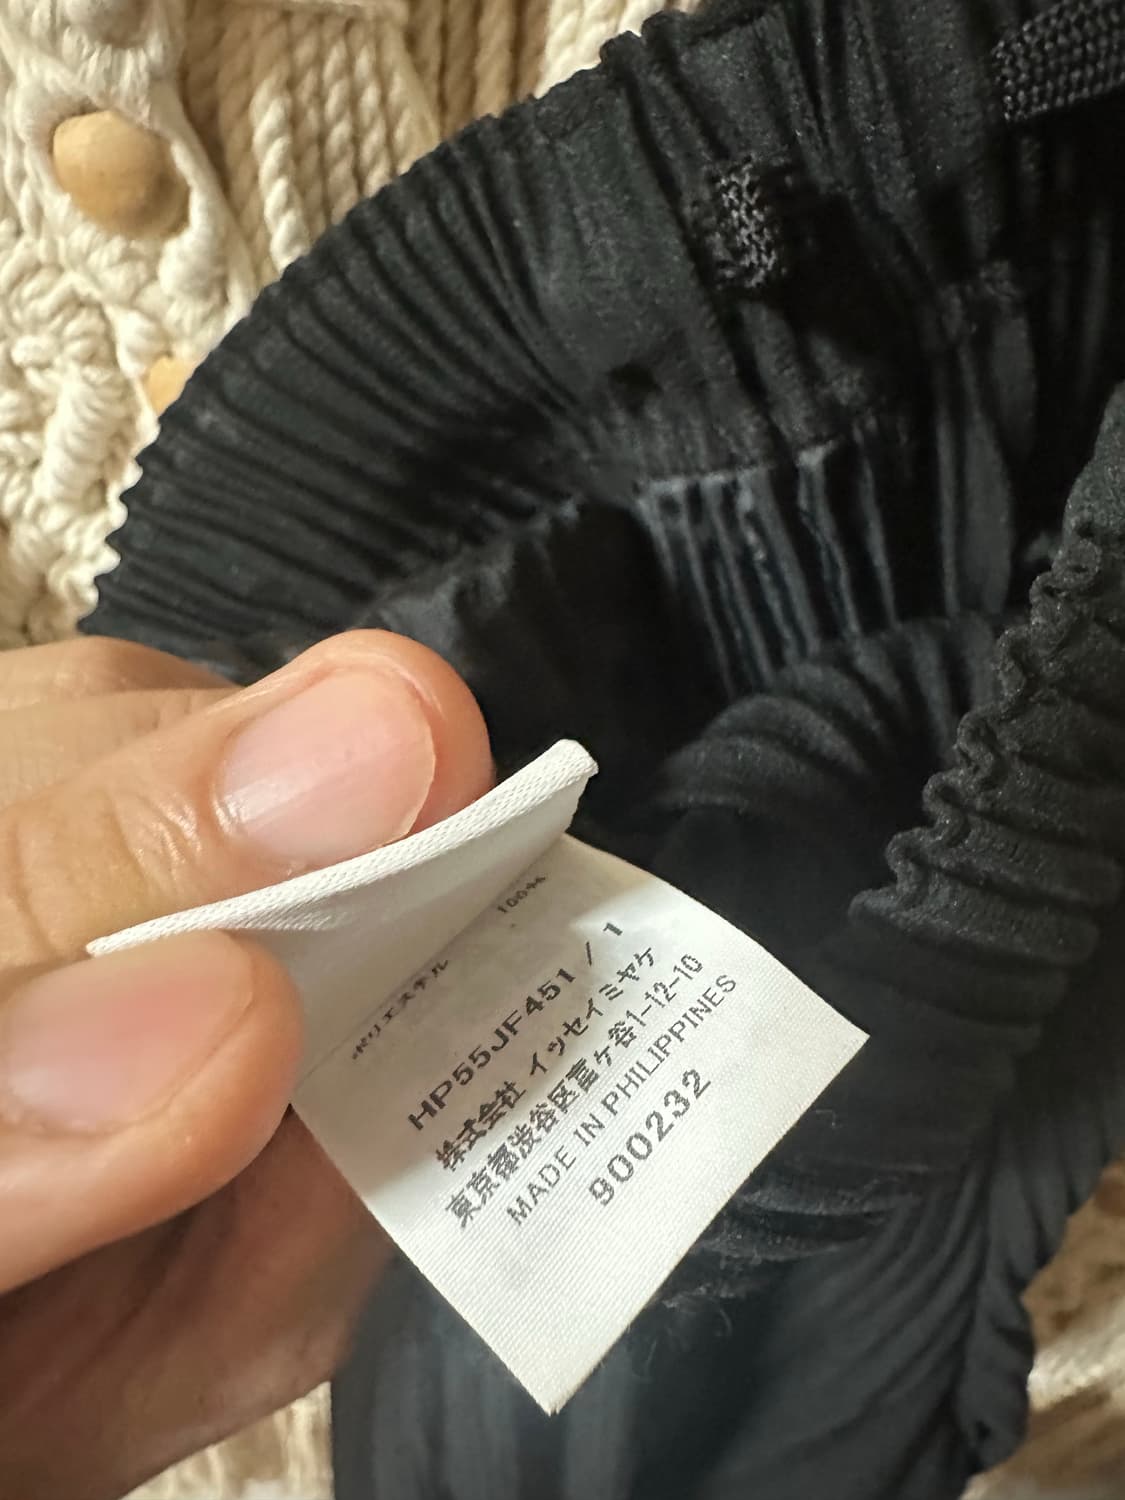 ポリエステル 100%
HP55JF451 / 1
株式会社 イッセイミヤケ
東京都渋谷区富ケ谷1-12-10
MADE IN PHILIPPINES
900232